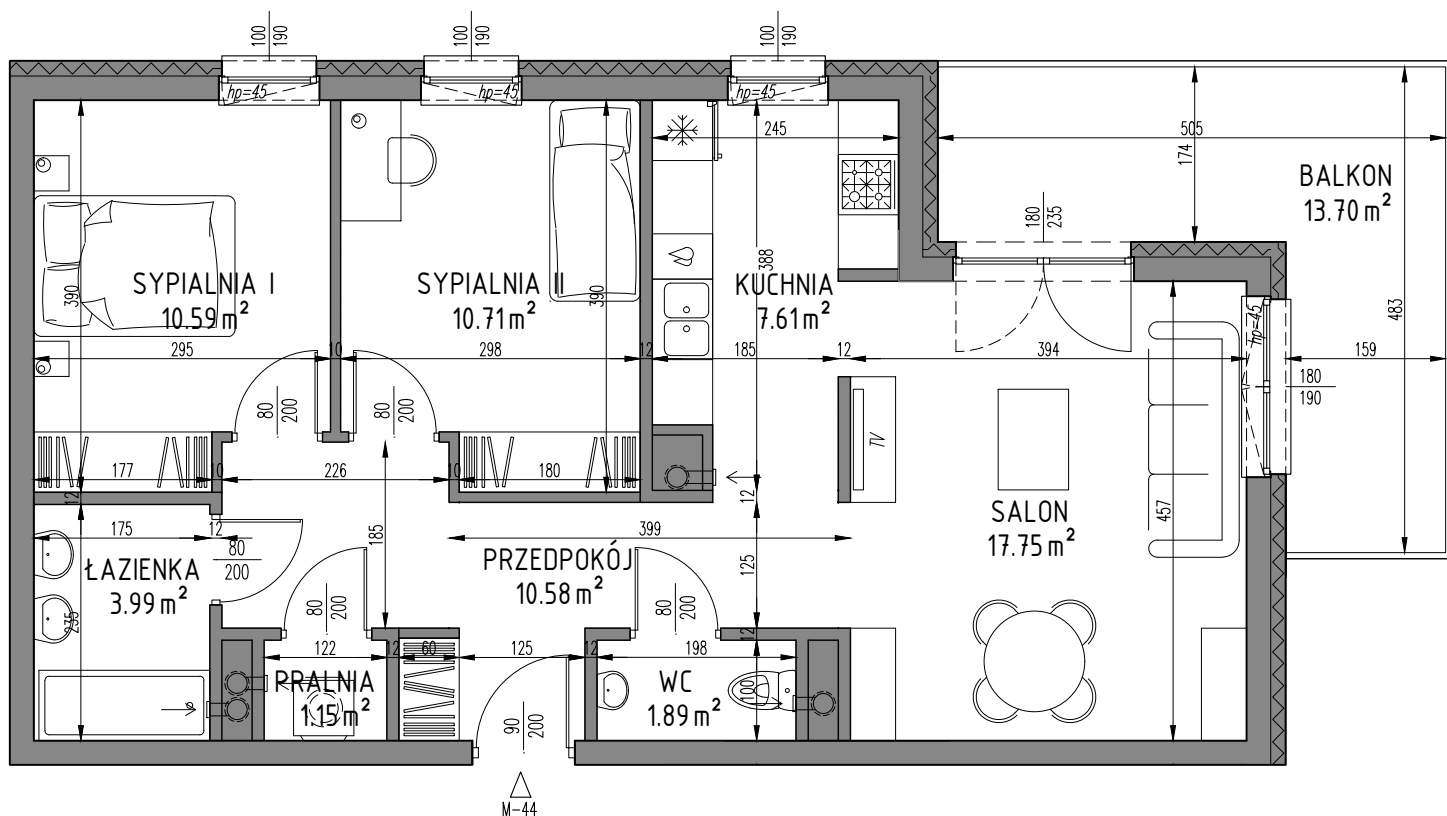 100
190
100
190
100
190
hp=45
hp=45
hp=45
245
505
174
BALKON
13.70 m²
180
235
390
SYPIALNIA I
10.59 m²
SYPIALNIA II
10.71 m²
390
388
KUCHNIA
7.61 m²
483
hp=45
295
10
298
12
185
12
394
159
180
190
80
200
80
200
TV
177
10
226
10
180
12
12
457
SALON
17.75 m²
175
12
80
200
185
399
125
ŁAZIENKA
3.99 m²
235
PRZEDPOKÓJ
10.58 m²
80
200
80
200
122
12
60
125
12
198
12
100
PRALNIA
1.15 m²
WC
1.89 m²
90
200
M-44